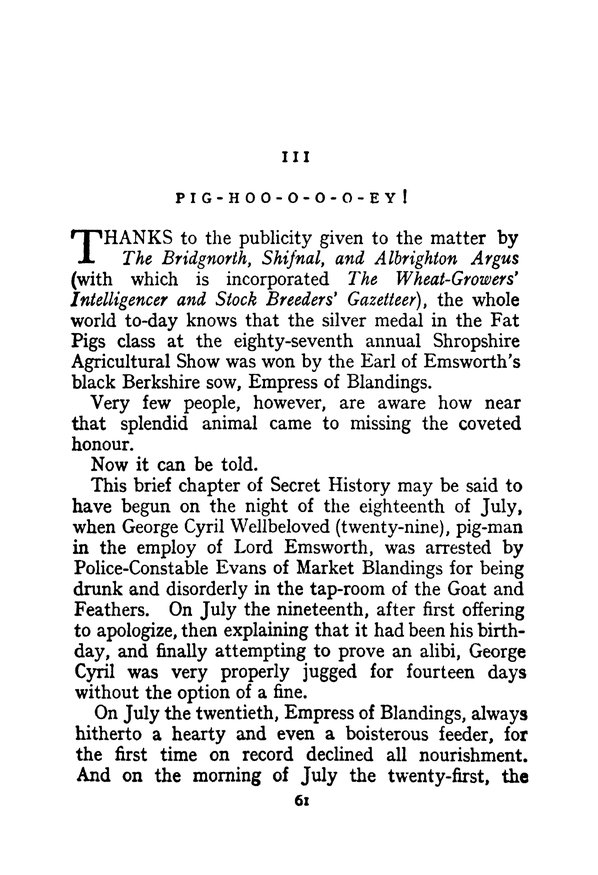 III
PIG-HOO-O-O-O-EY!
THANKS to the publicity given to the matter by
The Bridgnorth, Shifnal, and Albrighton Argus
(with which is incorporated The Wheat-Growers'
Intelligencer and Stock Breeders' Gazetteer), the whole
world to-day knows that the silver medal in the Fat
Pigs class at the eighty-seventh annual Shropshire
Agricultural Show was won by the Earl of Emsworth's
black Berkshire sow, Empress of Blandings.
Very few people, however, are aware how near
that splendid animal came to missing the coveted
honour.
Now it can be told.
This brief chapter of Secret History may be said to
have begun on the night of the eighteenth of July,
when George Cyril Wellbeloved (twenty-nine), pig-man
in the employ of Lord Emsworth, was arrested by
Police-Constable Evans of Market Blandings for being
drunk and disorderly in the tap-room of the Goat and
Feathers. On July the nineteenth, after first offering
to apologize, then explaining that it had been his birth-
day, and finally attempting to prove an alibi, George
Cyril was very properly jugged for fourteen days
without the option of a fine.
On July the twentieth, Empress of Blandings, always
hitherto a hearty and even a boisterous feeder, for
the first time on record declined all nourishment.
And on the morning of July the twenty-first, the
61